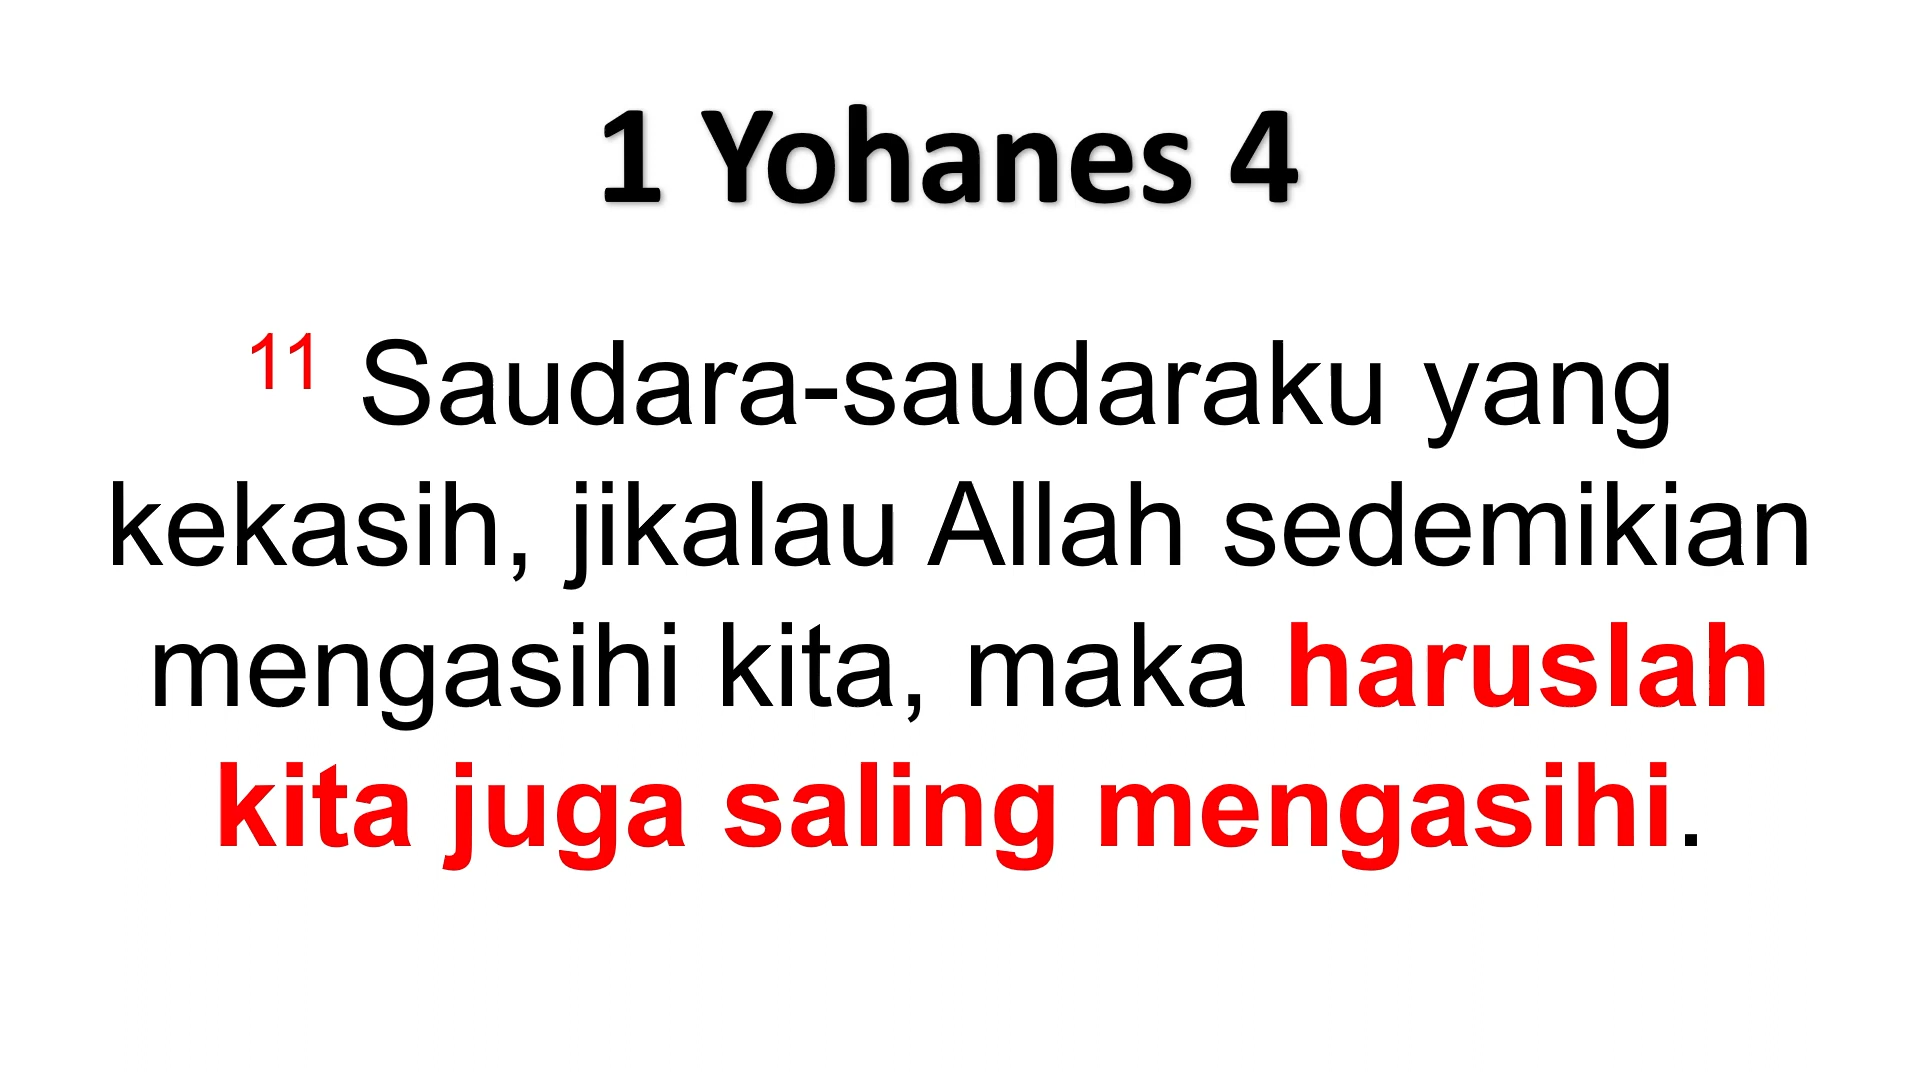 1 Yohanes 4
11 Saudara-saudaraku yang
kekasih, jikalau Allah sedemikian
mengasihi kita, maka haruslah
kita juga saling mengasihi.